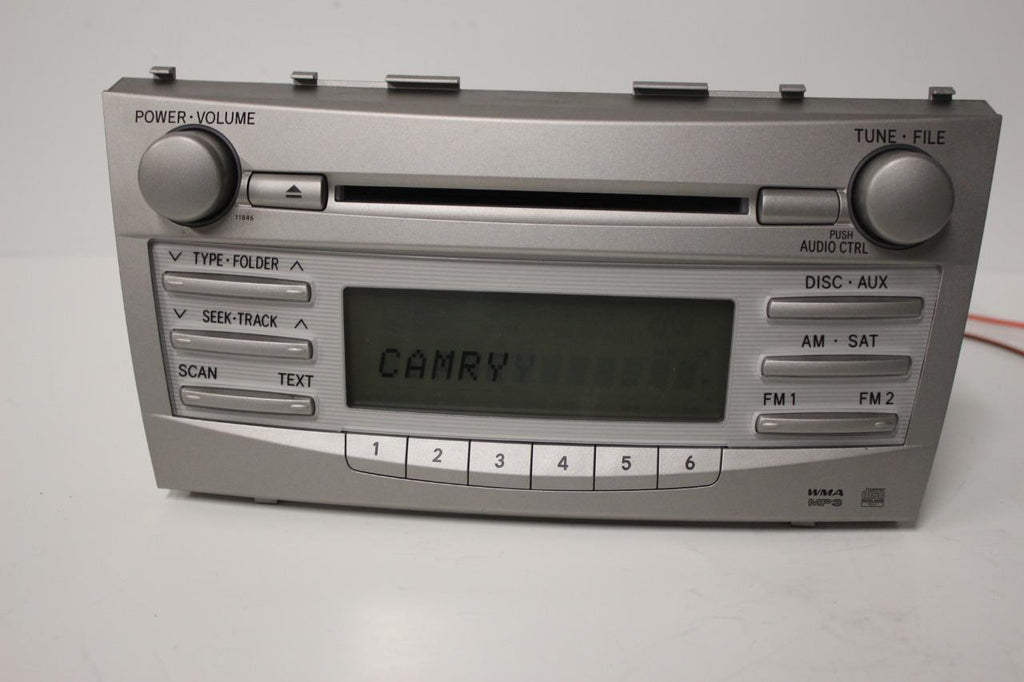 POWER · VOLUME
TUNE · FILE
11846
PUSH
AUDIO CTRL
∨ TYPE · FOLDER ∧
DISC · AUX
∨ SEEK·TRACK ∧
AM · SAT
CAMRY
SCAN TEXT
FM1 FM2
1 2 3 4 5 6
WMA
MP3